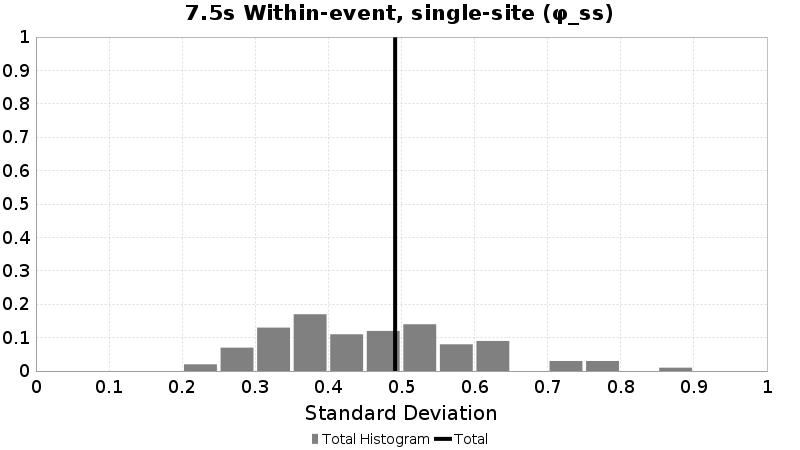 7.5s Within-event, single-site (φ_ss)
1
0.9
0.8
0.7
0.6
0.5
0.4
0.3
0.2
0.1
0
0 0.1 0.2 0.3 0.4 0.5 0.6 0.7 0.8 0.9 1
Standard Deviation
Total Histogram Total